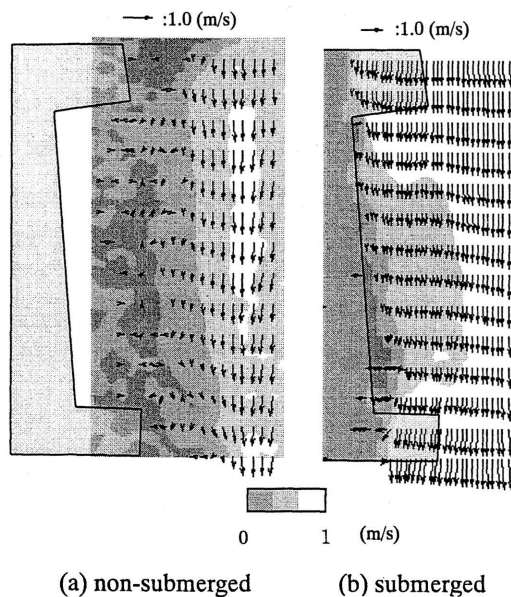 :1.0 (m/s)
:1.0 (m/s)
0 1 (m/s)
(a) non-submerged
(b) submerged